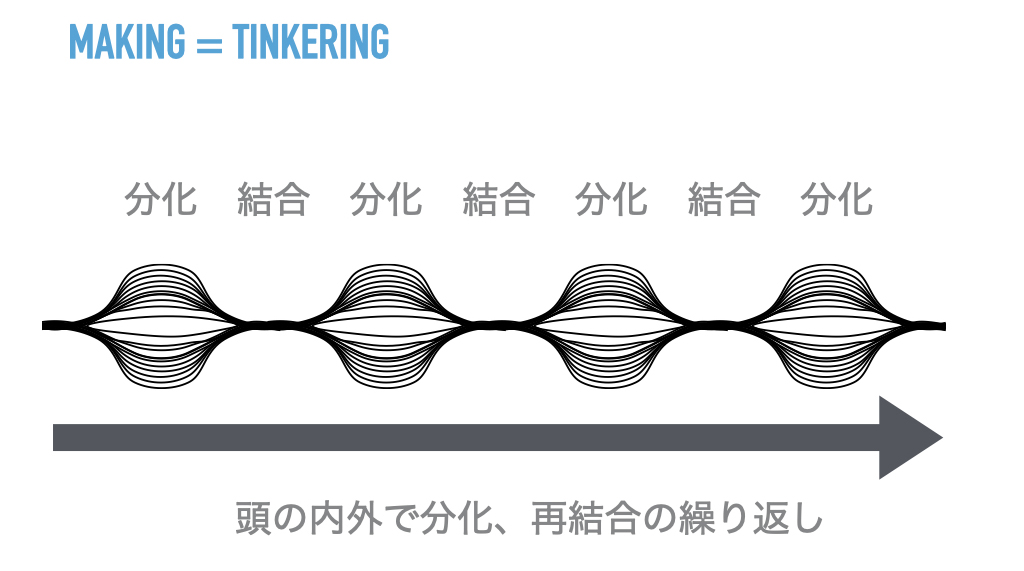 MAKING = TINKERING
分化 結合 分化 結合 分化 結合 分化
頭の内外で分化、再結合の繰り返し